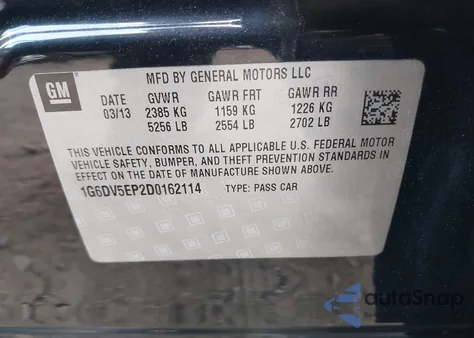 GM
MFD BY GENERAL MOTORS LLC
DATE GVWR GAWR FRT GAWR RR
03/13 2385 KG 1159 KG 1226 KG
5256 LB 2554 LB 2702 LB
THIS VEHICLE CONFORMS TO ALL APPLICABLE U.S. FEDERAL MOTOR
VEHICLE SAFETY, BUMPER, AND THEFT PREVENTION STANDARDS IN
EFFECT ON THE DATE OF MANUFACTURE SHOWN ABOVE.
1G6DV5EP2D0162114 TYPE: PASS CAR
autoSnap